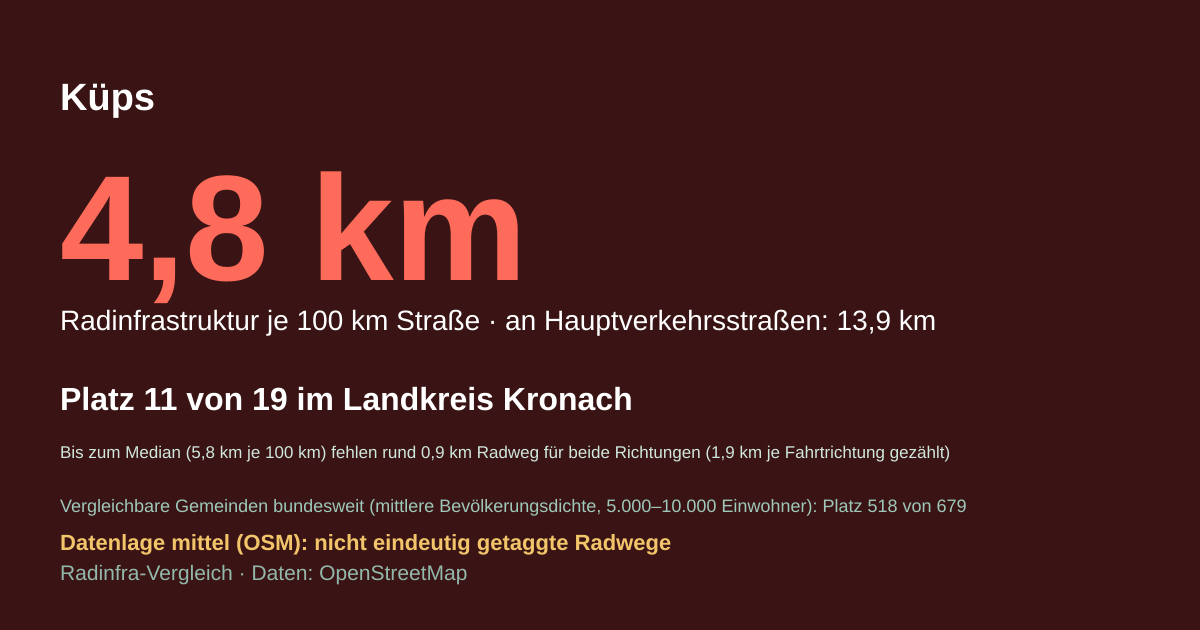 Küps
4,8 km
Radinfrastruktur je 100 km Straße · an Hauptverkehrsstraßen: 13,9 km
Platz 11 von 19 im Landkreis Kronach
Bis zum Median (5,8 km je 100 km) fehlen rund 0,9 km Radweg für beide Richtungen (1,9 km je Fahrtrichtung gezählt)
Vergleichbare Gemeinden bundesweit (mittlere Bevölkerungsdichte, 5.000–10.000 Einwohner): Platz 518 von 679
Datenlage mittel (OSM): nicht eindeutig getaggte Radwege
Radinfra-Vergleich · Daten: OpenStreetMap